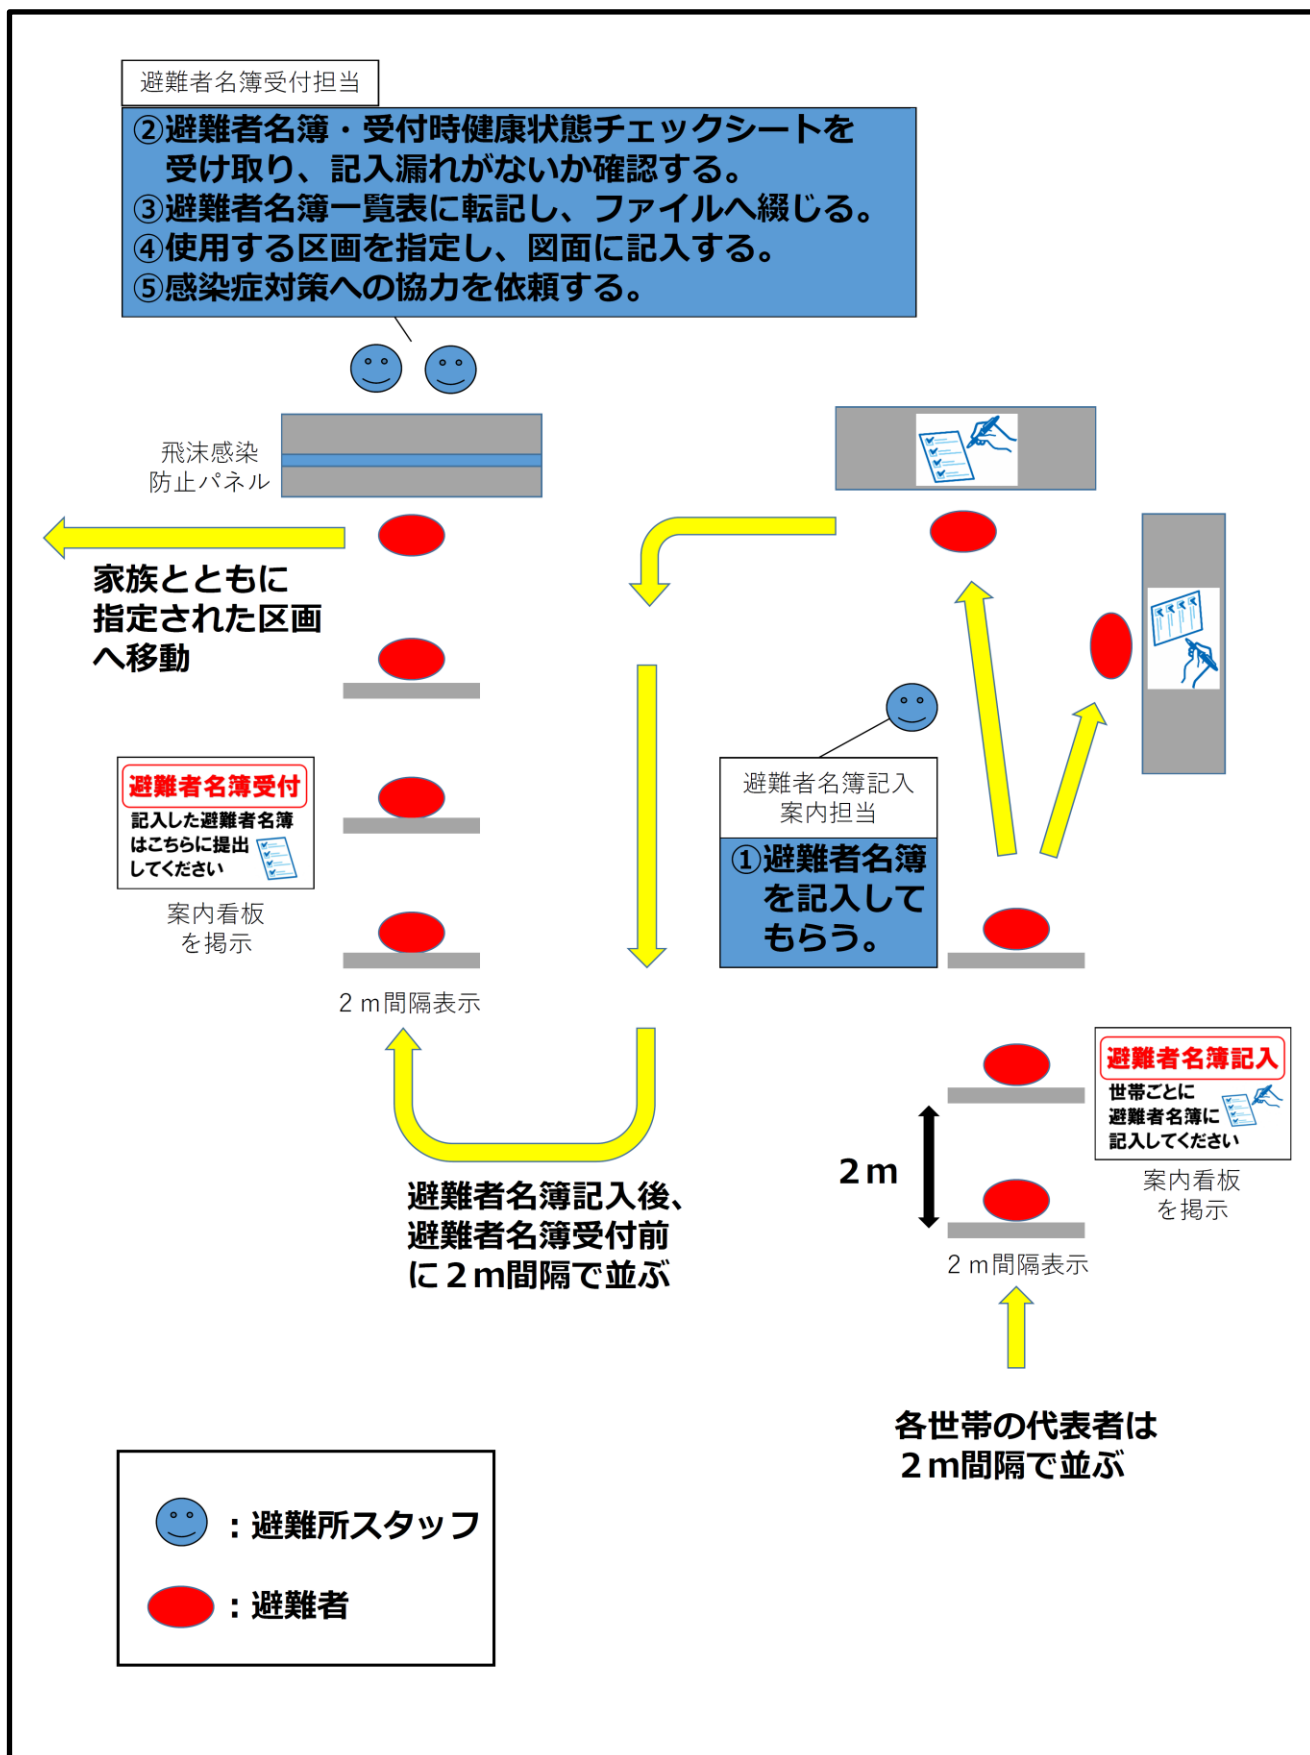 避難者名簿受付担当
②避難者名簿・受付時健康状態チェックシートを
受け取り、記入漏れがないか確認する。
③避難者名簿一覧表に転記し、ファイルへ綴じる。
④使用する区画を指定し、図面に記入する。
⑤感染症対策への協力を依頼する。
飛沫感染
防止パネル
家族とともに
指定された区画
へ移動
避難者名簿受付
記入した避難者名簿
はこちらに提出
してください
案内看板
を掲示
２ｍ間隔表示
避難者名簿記入
案内担当
①避難者名簿
を記入して
もらう。
避難者名簿記入
世帯ごとに
避難者名簿に
記入してください
案内看板
を掲示
２ｍ
２ｍ間隔表示
避難者名簿記入後、
避難者名簿受付前
に２ｍ間隔で並ぶ
各世帯の代表者は
２ｍ間隔で並ぶ
：避難所スタッフ
：避難者